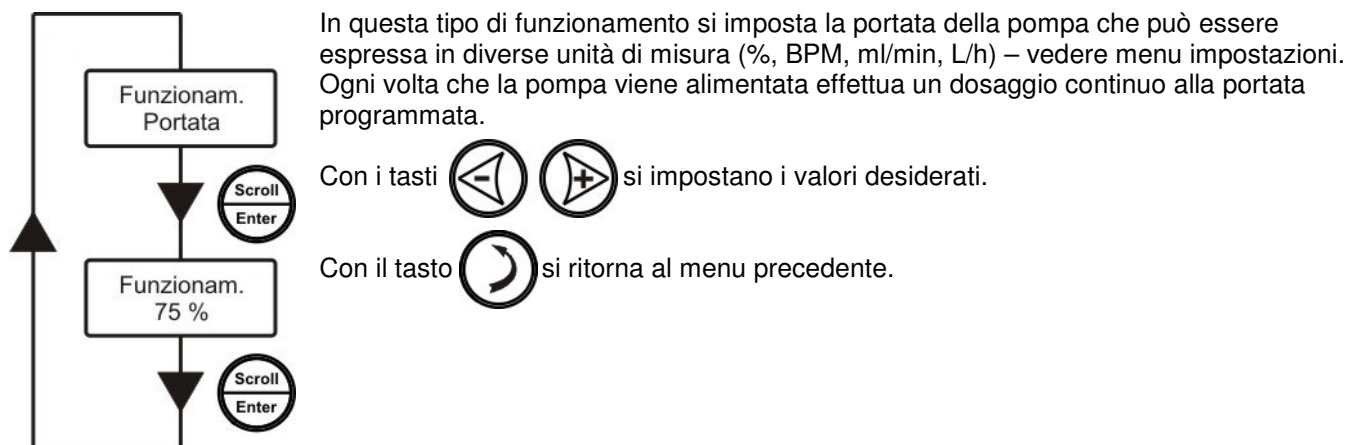 In questa tipo di funzionamento si imposta la portata della pompa che può essere
espressa in diverse unità di misura (%, BPM, ml/min, L/h) – vedere menu impostazioni.
Ogni volta che la pompa viene alimentata effettua un dosaggio continuo alla portata
programmata.
Con i tasti - + si impostano i valori desiderati.
Con il tasto si ritorna al menu precedente.
Funzionam.
Portata
Scroll
Enter
Funzionam.
75 %
Scroll
Enter